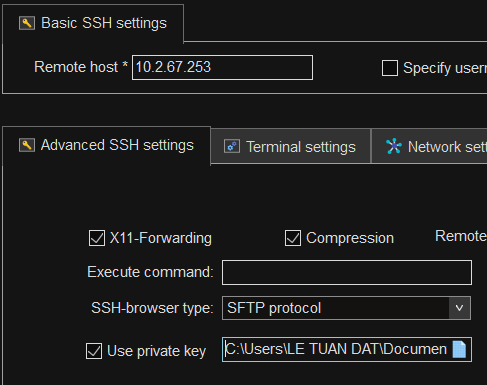 Basic SSH settings
Remote host * 10.2.67.253 Specify usern
Advanced SSH settings Terminal settings Network sett
X11-Forwarding Compression Remote
Execute command:
SSH-browser type: SFTP protocol
Use private key C:\Users\LE TUAN DAT\Documen